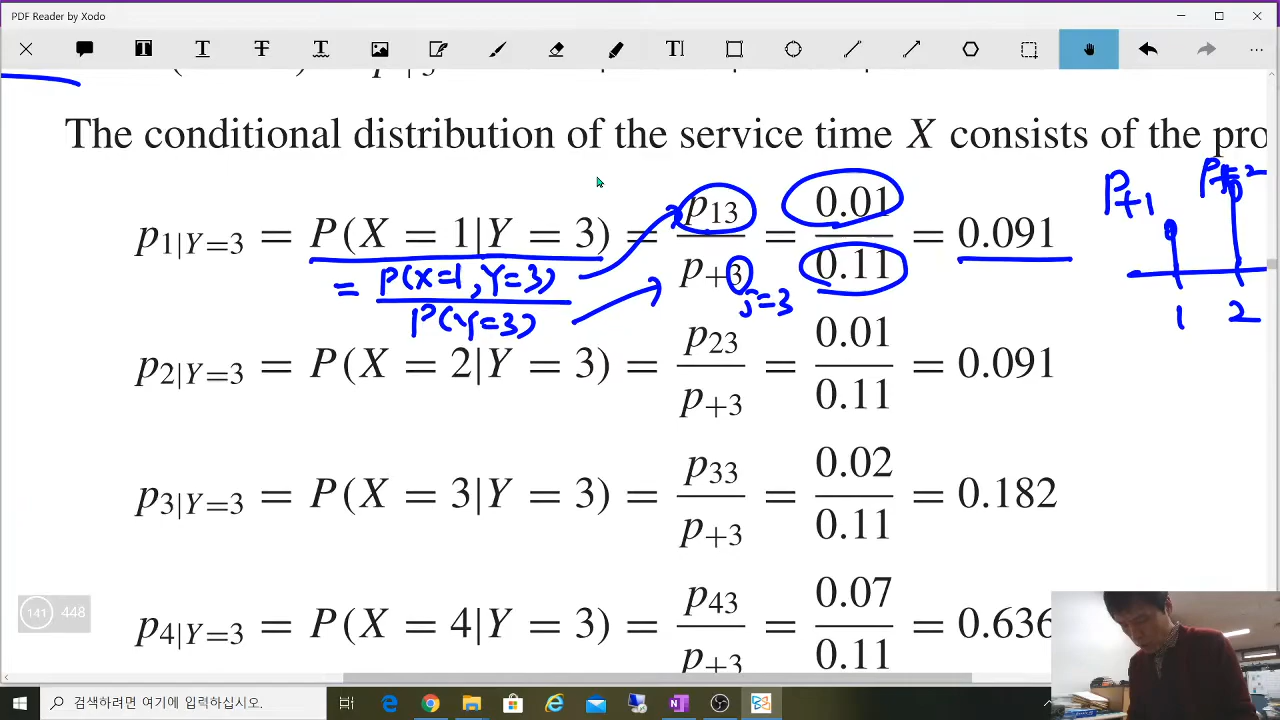 PDF Reader by Xodo
The conditional distribution of the service time X consists of the pro
p1|Y=3 = P(X = 1|Y = 3) = p13 / p+3 = 0.01 / 0.11 = 0.091
= P(X=1, Y=3) / P(Y=3)
j=3
P+1
1 2
p2|Y=3 = P(X = 2|Y = 3) = p23 / p+3 = 0.01 / 0.11 = 0.091
p3|Y=3 = P(X = 3|Y = 3) = p33 / p+3 = 0.02 / 0.11 = 0.182
p4|Y=3 = P(X = 4|Y = 3) = p43 / p+3 = 0.07 / 0.11 = 0.636
141 448
검색하려면 여기에 입력하십시오.